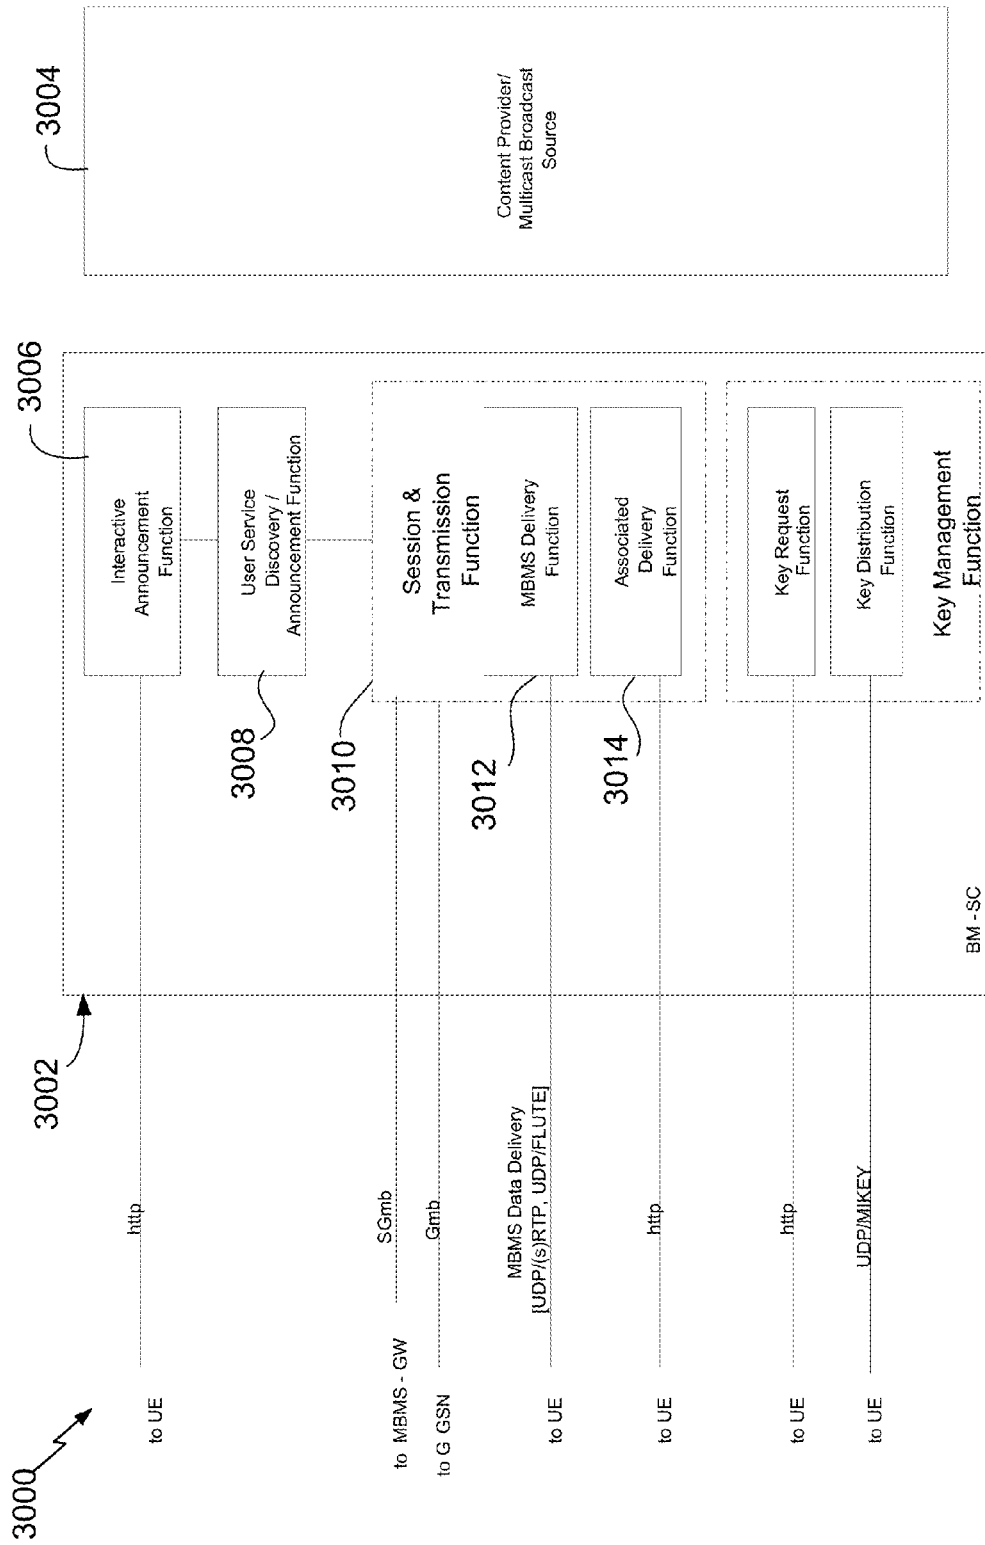 3000
3002
3004
3006
Interactive
Announcement
Function
http
to UE
User Service
Discovery /
Announcement Function
3008
3010
Session &
Transmission
Function
SGmb
to MBMS - GW
Gmb
to G GSN
MBMS Delivery
Function
3012
MBMS Data Delivery
[UDP/(s)RTP, UDP/FLUTE]
to UE
Associated
Delivery
Function
3014
http
to UE
Key Request
Function
http
to UE
Key Distribution
Function
UDP/MIKEY
to UE
Key Management
Function
BM - SC
Content Provider/
Multicast Broadcast
Source